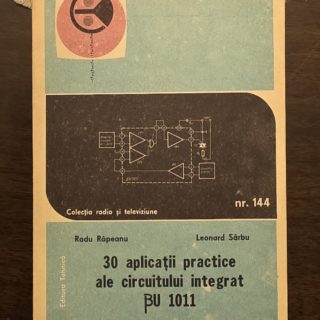 nr. 144
Colecția radio și televiziune
Radu Râpeanu Leonard Sârbu
30 aplicații practice
ale circuitului integrat
βU 1011
Editura Tehnică